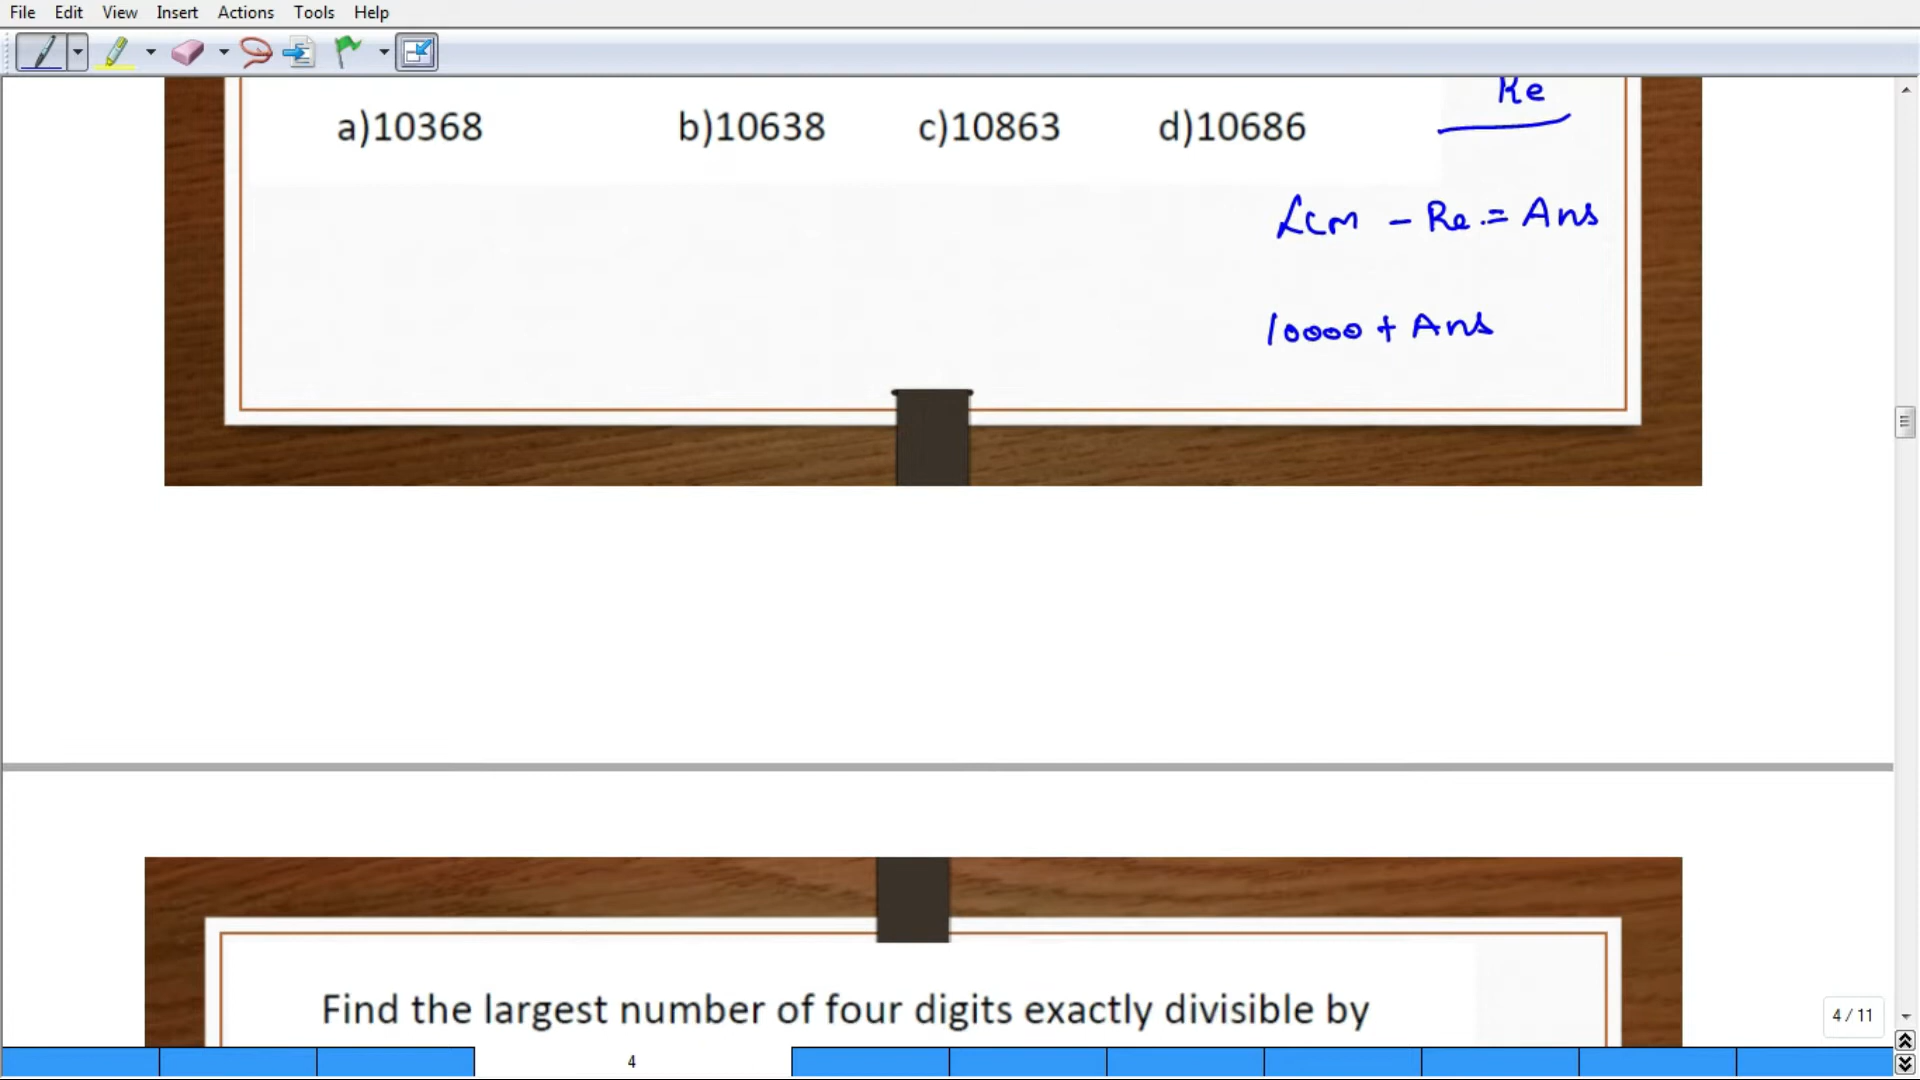 File Edit View Insert Actions Tools Help
Re
a)10368 b)10638 c)10863 d)10686
LCM - Re. = Ans
10000 + Ans
Find the largest number of four digits exactly divisible by
4 / 11
4